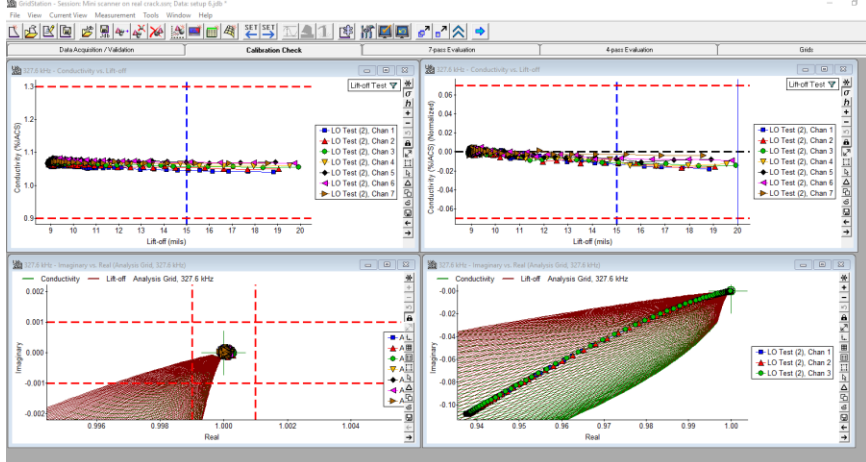 GridStation - Session: Mini scanner on real crack.ssn; Data: setup 6.jdb *
File View Current View Measurement Tools Window Help
SET SET
Data Acquisition / Validation Calibration Check 7-pass Evaluation 4-pass Evaluation Grids
327.6 kHz - Conductivity vs. Lift-off
Lift-off Test
1.3
1.2
1.1
1.0
0.9
Conductivity (%IACS)
LO Test (2), Chan 1
LO Test (2), Chan 2
LO Test (2), Chan 3
LO Test (2), Chan 4
LO Test (2), Chan 5
LO Test (2), Chan 6
LO Test (2), Chan 7
9 10 11 12 13 14 15 16 17 18 19 20
Lift-off (mils)
327.6 kHz - Conductivity vs. Lift-off
Lift-off Test
0.06
0.04
0.02
0.00
-0.02
-0.04
-0.06
Conductivity (%IACS) (Normalized)
LO Test (2), Chan 1
LO Test (2), Chan 2
LO Test (2), Chan 3
LO Test (2), Chan 4
LO Test (2), Chan 5
LO Test (2), Chan 6
LO Test (2), Chan 7
9 10 11 12 13 14 15 16 17 18 19 20
Lift-off (mils)
327.6 kHz - Imaginary vs. Real (Analysis Grid, 327.6 kHz)
Conductivity Lift-off Analysis Grid, 327.6 kHz
0.002
0.001
0.000
-0.001
-0.002
Imaginary
A
A
A
A
A
A
A
0.996 0.998 1.000 1.002 1.004
Real
327.6 kHz - Imaginary vs. Real (Analysis Grid, 327.6 kHz)
Conductivity Lift-off Analysis Grid, 327.6 kHz
-0.00
-0.02
-0.04
-0.06
-0.08
-0.10
Imaginary
LO Test (2), Chan 1
LO Test (2), Chan 2
LO Test (2), Chan 3
0.94 0.95 0.96 0.97 0.98 0.99 1.00
Real